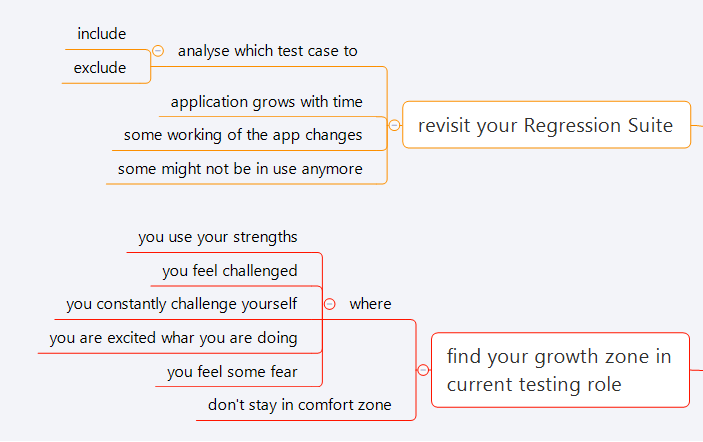 include
exclude
analyse which test case to
application grows with time
some working of the app changes
some might not be in use anymore
revisit your Regression Suite
you use your strengths
you feel challenged
you constantly challenge yourself
you are excited whar you are doing
you feel some fear
where
don't stay in comfort zone
find your growth zone in
current testing role